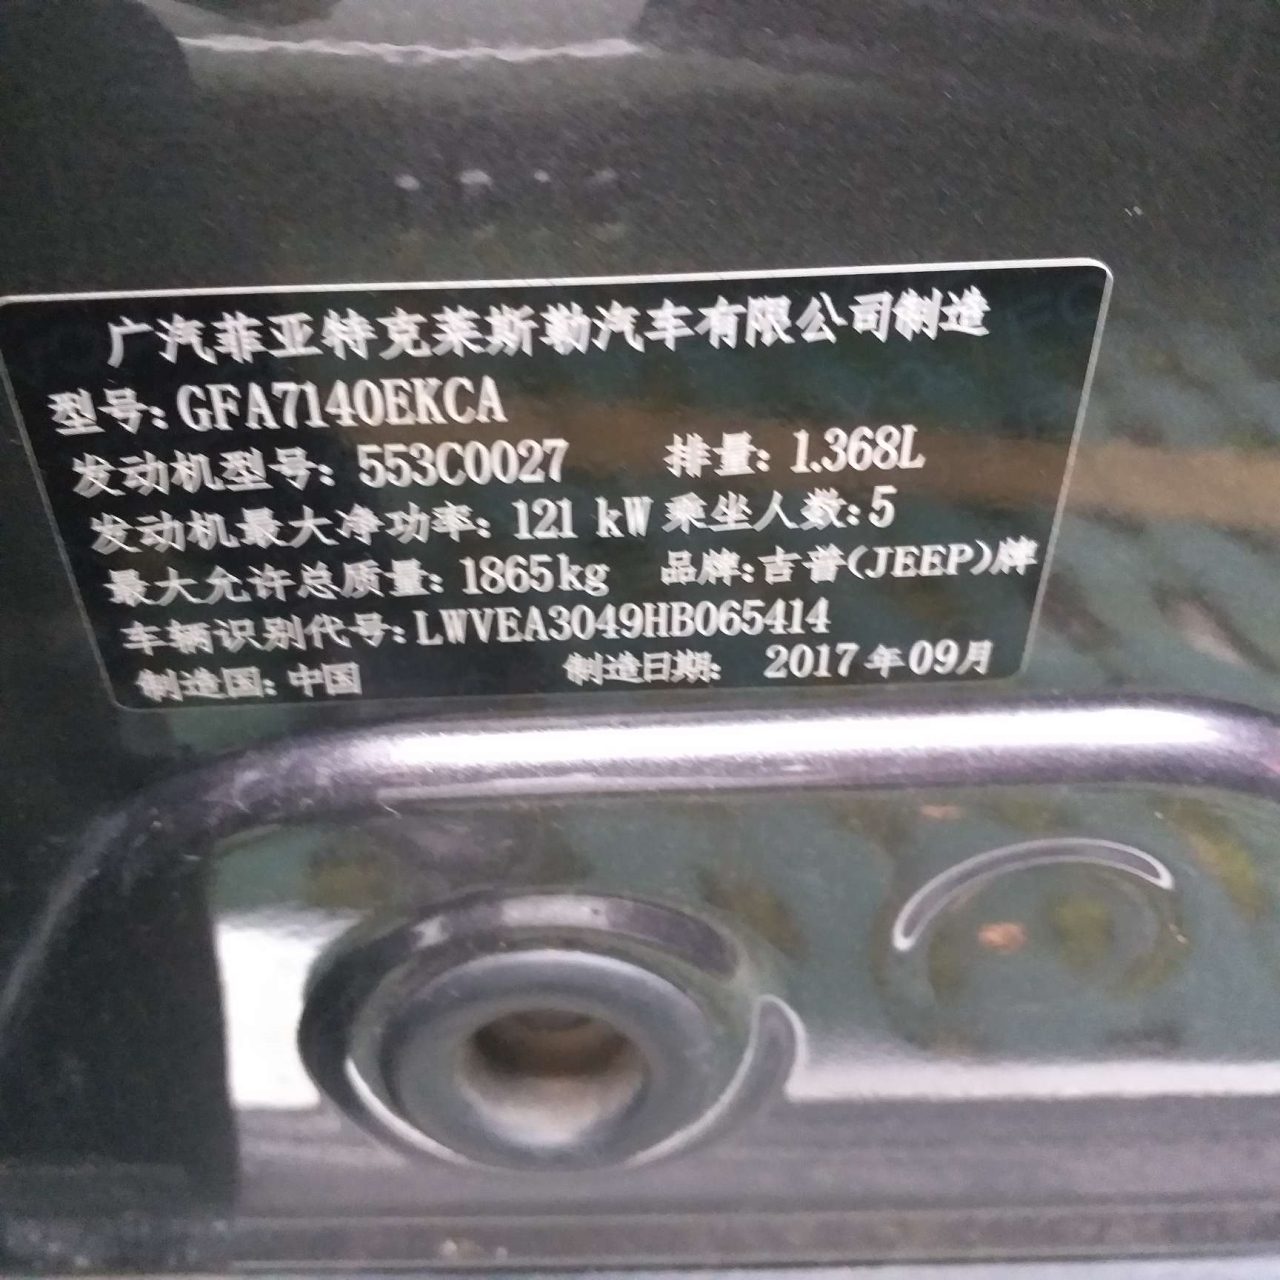 广汽菲亚特克莱斯勒汽车有限公司制造
型号: GFA7140EKCA
发动机型号: 553C0027 排量: 1.368L
发动机最大净功率: 121 kW 乘坐人数: 5
最大允许总质量: 1865kg 品牌: 吉普(JEEP)牌
车辆识别代号: LWVEA3049HB065414
制造国: 中国 制造日期: 2017年09月